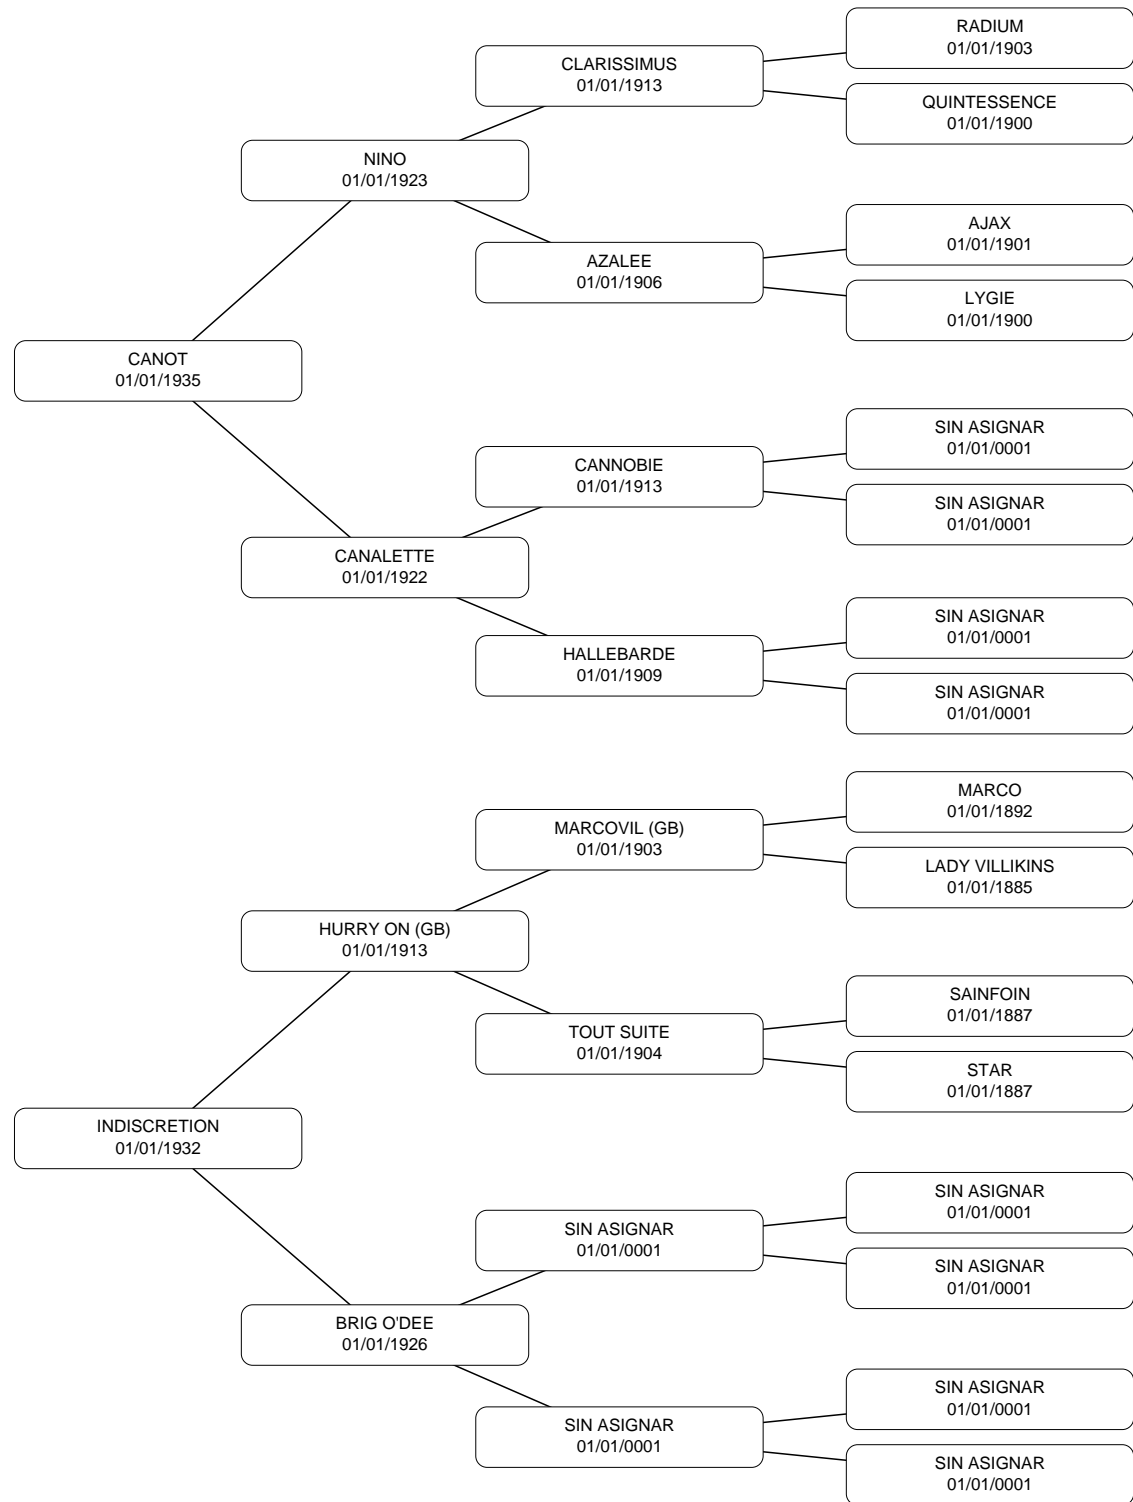 RADIUM
01/01/1903
CLARISSIMUS
01/01/1913
QUINTESSENCE
01/01/1900
NINO
01/01/1923
AJAX
01/01/1901
AZALEE
01/01/1906
LYGIE
01/01/1900
CANOT
01/01/1935
SIN ASIGNAR
01/01/0001
CANNOBIE
01/01/1913
SIN ASIGNAR
01/01/0001
CANALETTE
01/01/1922
SIN ASIGNAR
01/01/0001
HALLEBARDE
01/01/1909
SIN ASIGNAR
01/01/0001
MARCO
01/01/1892
MARCOVIL (GB)
01/01/1903
LADY VILLIKINS
01/01/1885
HURRY ON (GB)
01/01/1913
SAINFOIN
01/01/1887
TOUT SUITE
01/01/1904
STAR
01/01/1887
INDISCRETION
01/01/1932
SIN ASIGNAR
01/01/0001
SIN ASIGNAR
01/01/0001
SIN ASIGNAR
01/01/0001
BRIG O'DEE
01/01/1926
SIN ASIGNAR
01/01/0001
SIN ASIGNAR
01/01/0001
SIN ASIGNAR
01/01/0001